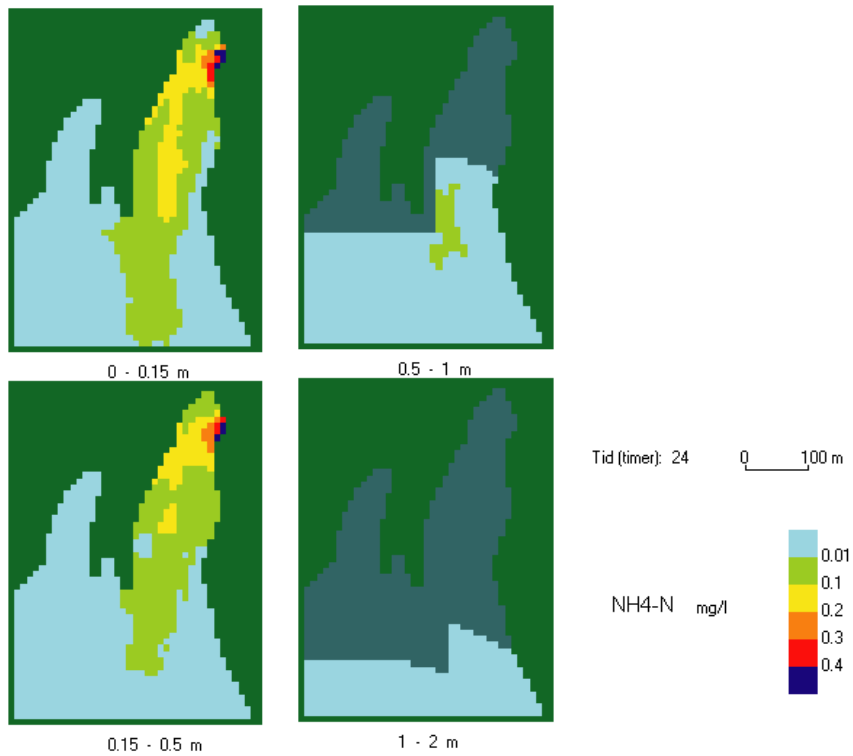 0 - 0.15 m
0.5 - 1 m
0.15 - 0.5 m
1 - 2 m
Tid (timer): 24
0 100 m
NH4-N mg/l
0.01
0.1
0.2
0.3
0.4